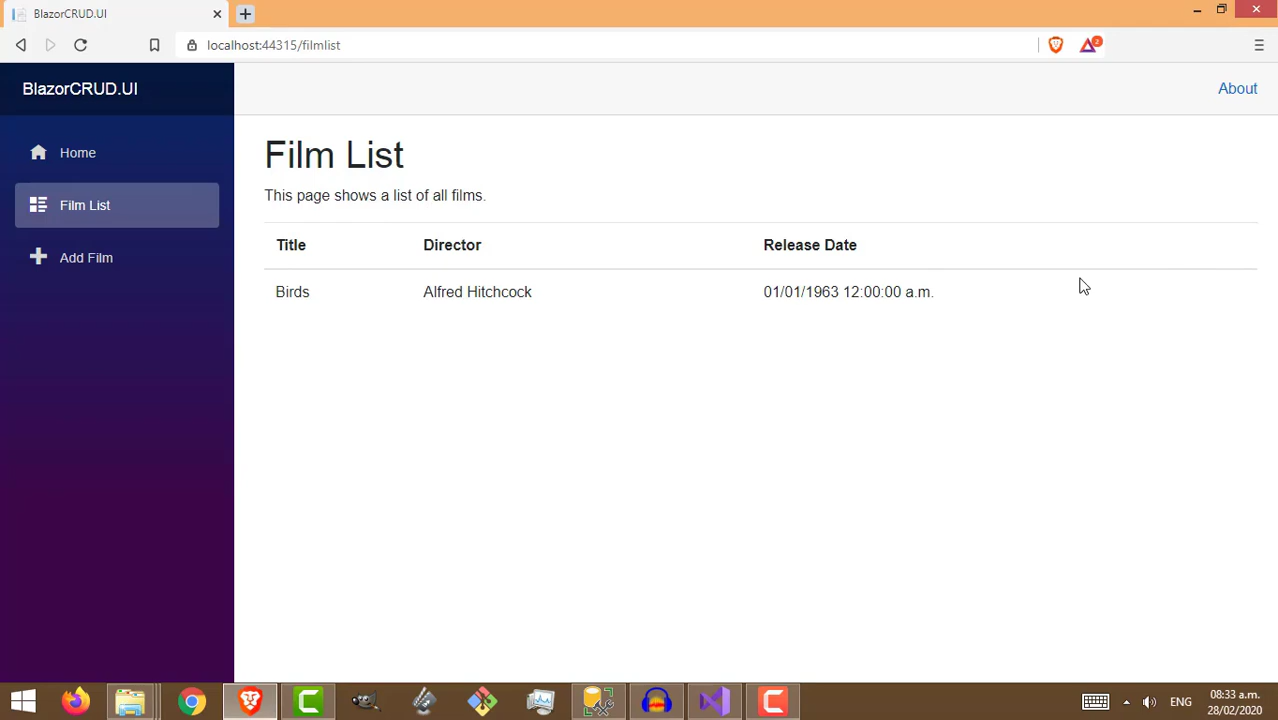 BlazorCRUD.UI
localhost:44315/filmlist
2
BlazorCRUD.UI
About
Home
Film List
Add Film
Film List
This page shows a list of all films.
Title Director Release Date
Birds Alfred Hitchcock 01/01/1963 12:00:00 a.m.
ENG
08:33 a.m.
28/02/2020